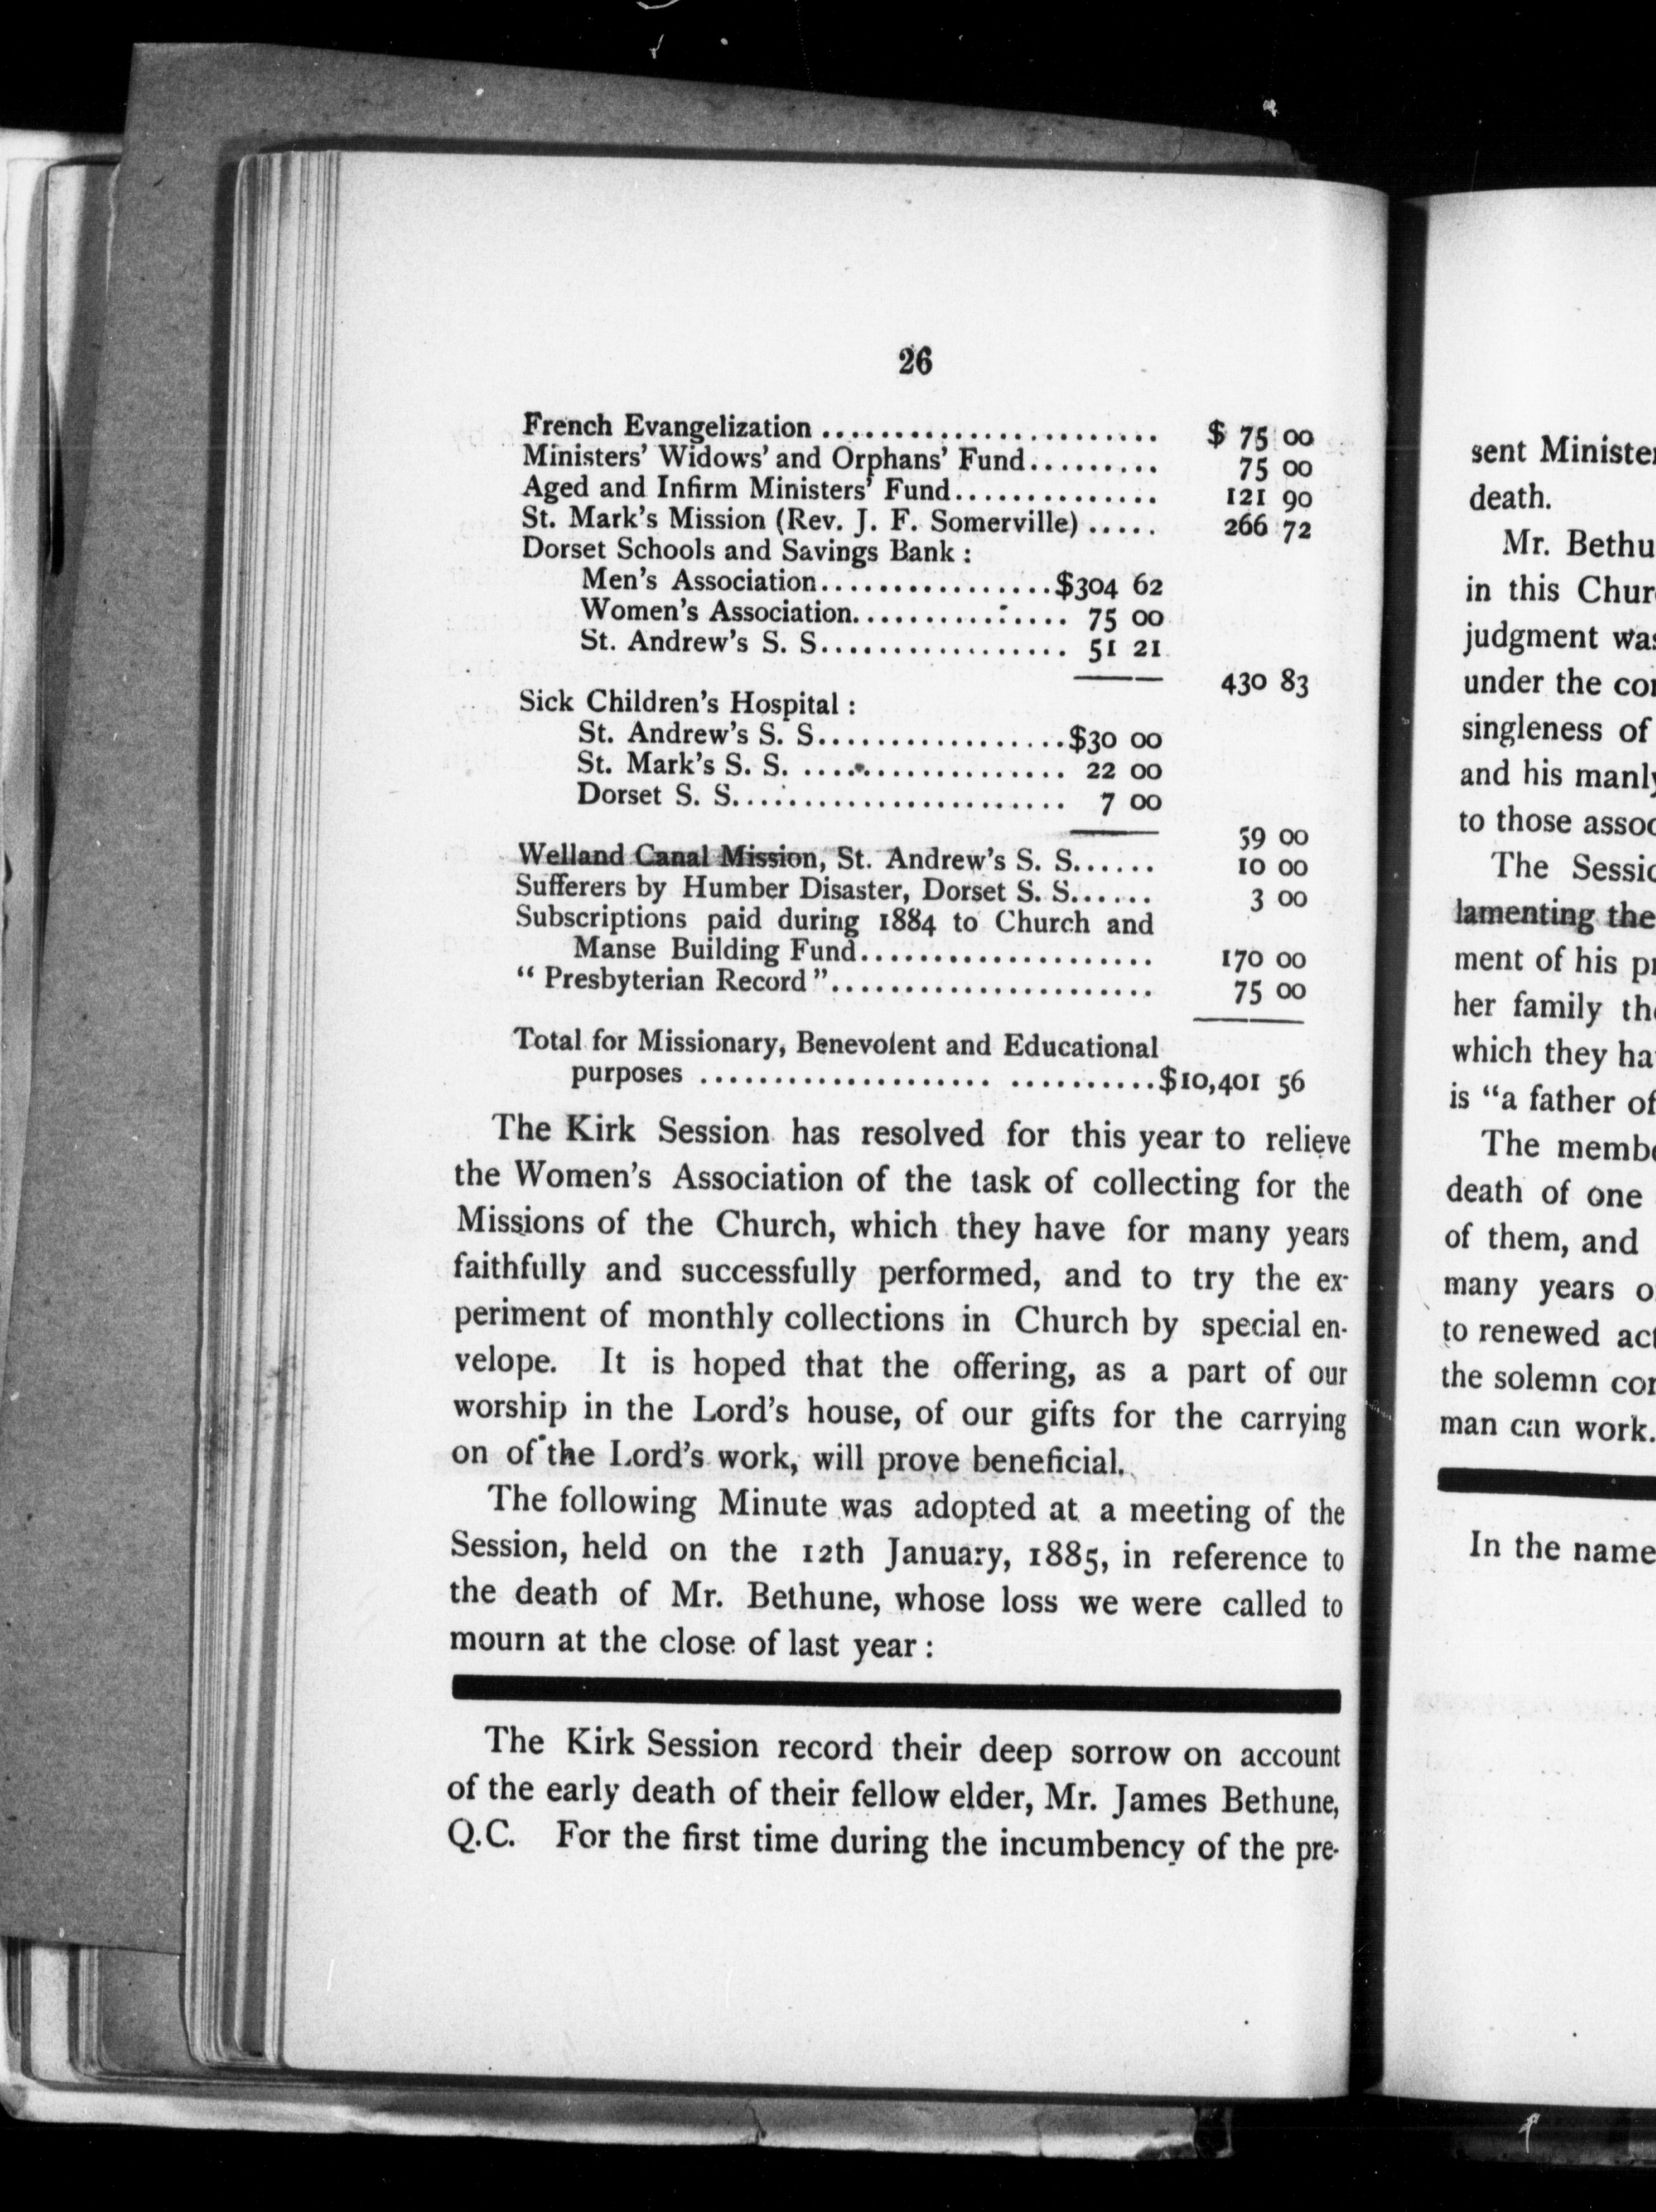 26
French Evangelization ....................... $ 75 00
Ministers' Widows' and Orphans' Fund......... 75 00
Aged and Infirm Ministers' Fund.............. 121 90
St. Mark's Mission (Rev. J. F. Somerville) ..... 266 72
Dorset Schools and Savings Bank :
Men's Association................$304 62
Women's Association............... 75 00
St. Andrew's S. S................. 51 21
430 83
Sick Children's Hospital :
St. Andrew's S. S.................$30 00
St. Mark's S. S. .................. 22 00
Dorset S. S....................... 7 00
59 00
Welland Canal Mission, St. Andrew's S. S...... 10 00
Sufferers by Humber Disaster, Dorset S. S...... 3 00
Subscriptions paid during 1884 to Church and
Manse Building Fund.................... 170 00
" Presbyterian Record"...................... 75 00
Total for Missionary, Benevolent and Educational
purposes .................... ..........$10,401 56
The Kirk Session has resolved for this year to relieve
the Women's Association of the task of collecting for the
Missions of the Church, which they have for many years
faithfully and successfully performed, and to try the ex-
periment of monthly collections in Church by special en-
velope. It is hoped that the offering, as a part of our
worship in the Lord's house, of our gifts for the carrying
on of the Lord's work, will prove beneficial.
The following Minute was adopted at a meeting of the
Session, held on the 12th January, 1885, in reference to
the death of Mr. Bethune, whose loss we were called to
mourn at the close of last year :
The Kirk Session record their deep sorrow on account
of the early death of their fellow elder, Mr. James Bethune,
Q.C. For the first time during the incumbency of the pre-
sent
death.
Mr.
in this
judgment
under the
singleness of
and his
to those
The
lamenting the
ment of his
her family
which they
is "a father of
The
death of one
of them, and
many years
to renewed
the solemn
man can work.
In the name